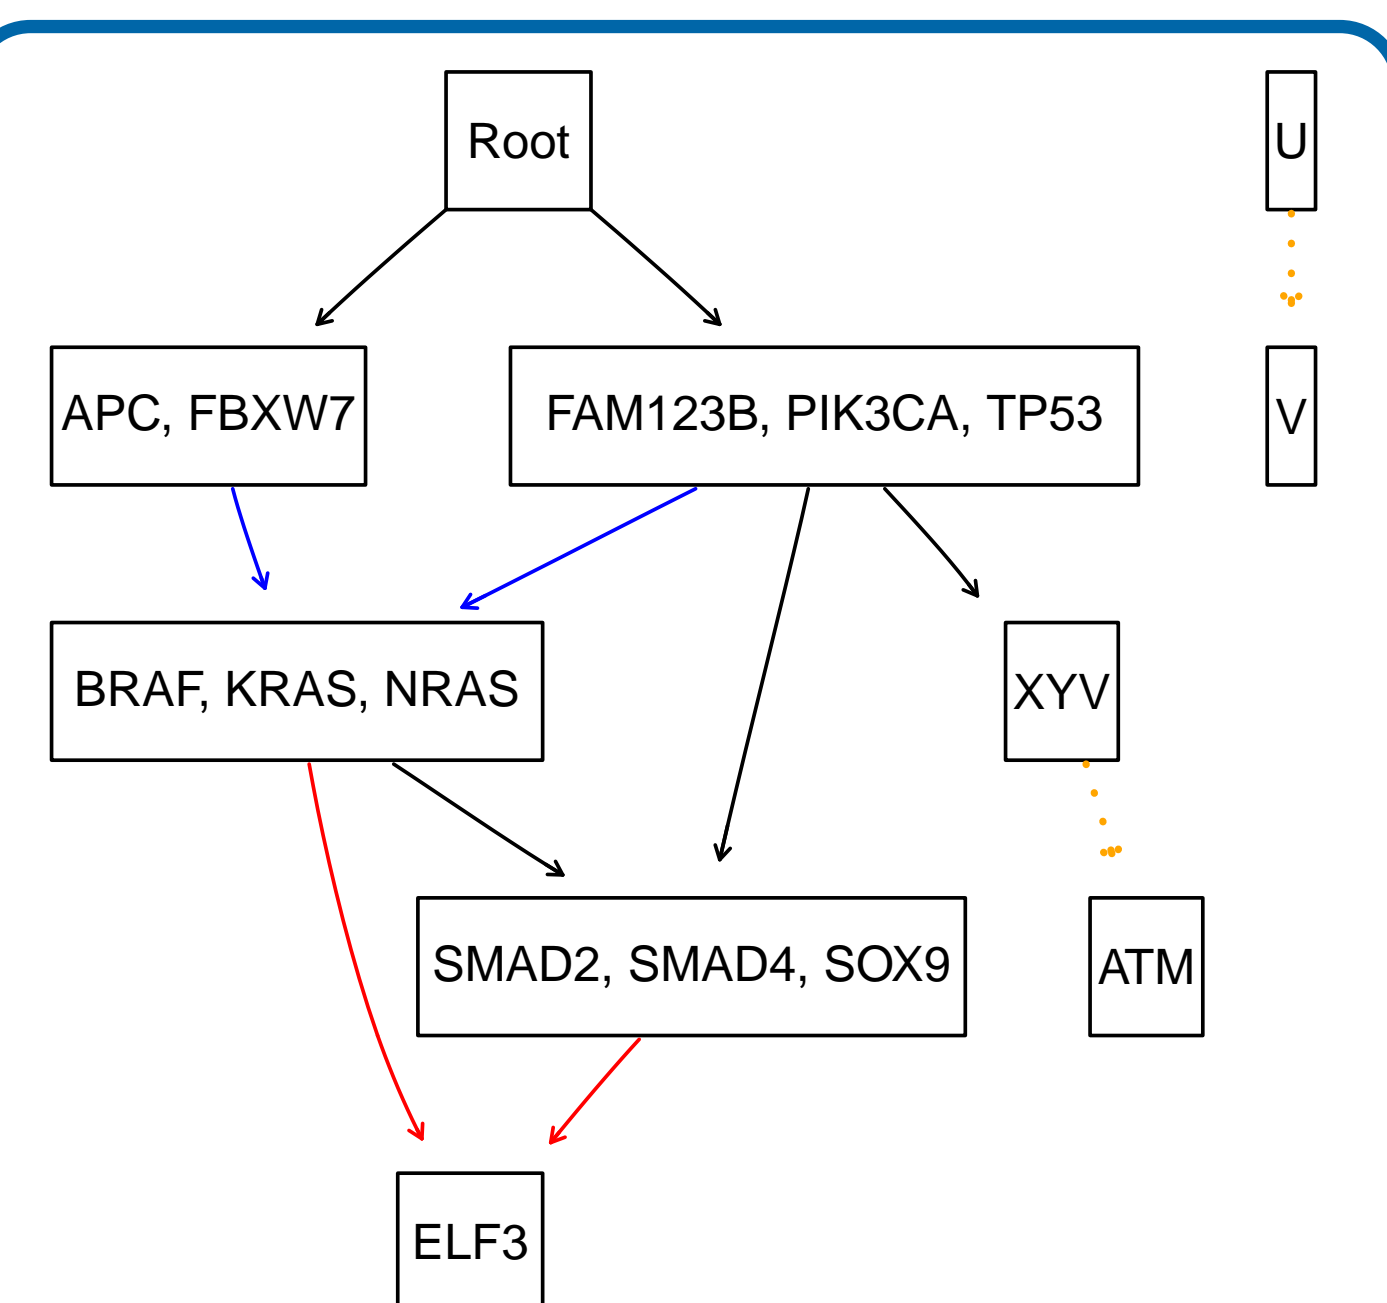 Root
U
APC, FBXW7
FAM123B, PIK3CA, TP53
V
BRAF, KRAS, NRAS
XYV
SMAD2, SMAD4, SOX9
ATM
ELF3